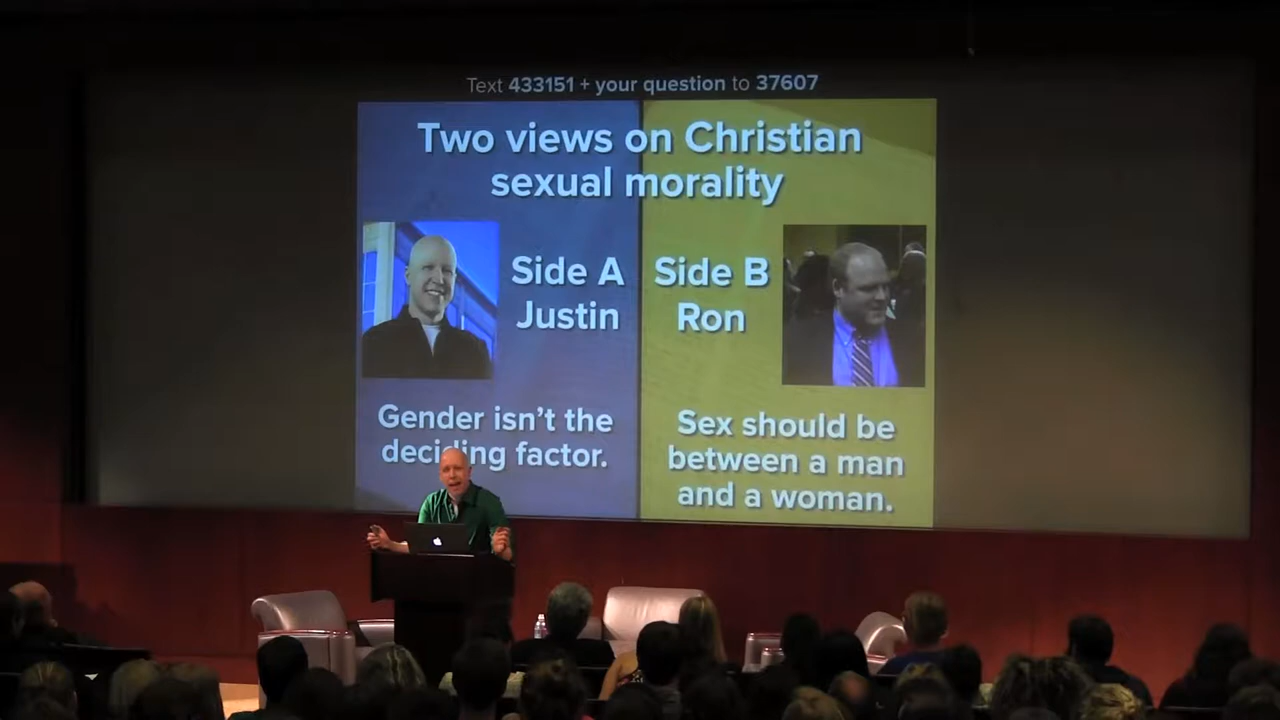 Text 433151 + your question to 37607
Two views on Christian
sexual morality
Side A
Justin
Side B
Ron
Gender isn't the
deciding factor.
Sex should be
between a man
and a woman.